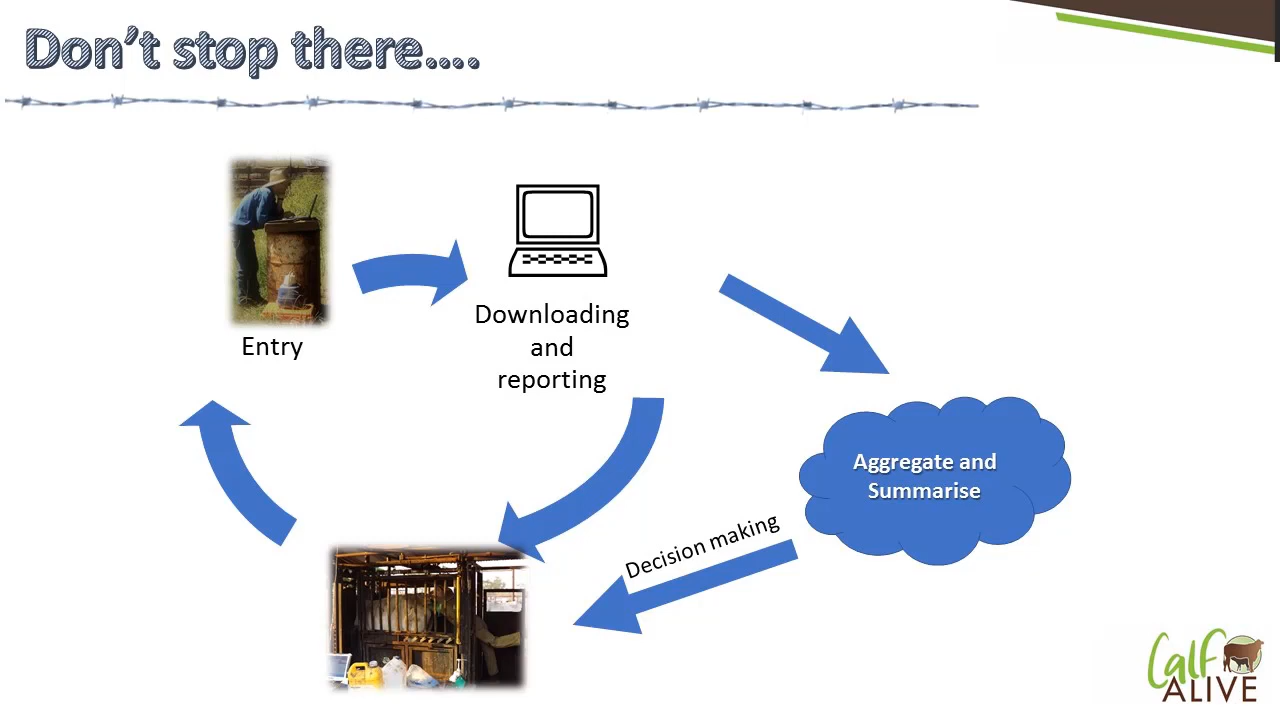 Don't stop there....
Entry
Downloading
and
reporting
Aggregate and
Summarise
Decision making
Calf
ALIVE